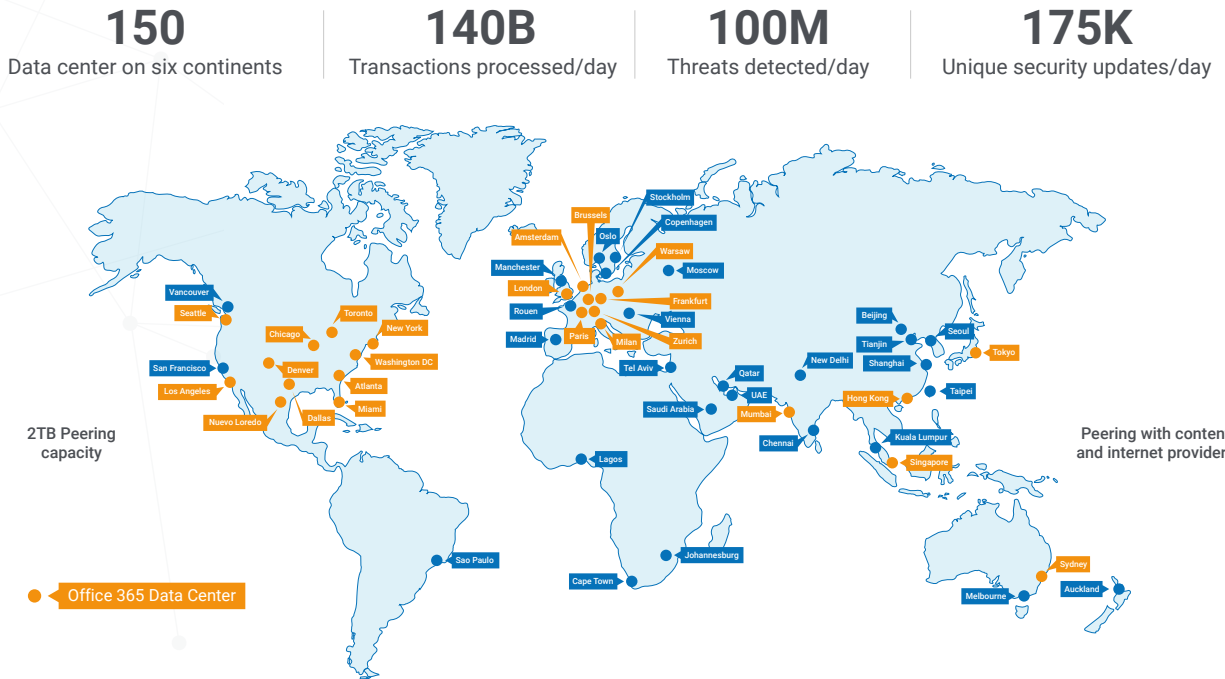 150
Data center on six continents
140B
Transactions processed/day
100M
Threats detected/day
175K
Unique security updates/day
Stockholm
Brussels
Copenhagen
Oslo
Amsterdam
Warsaw
Manchester
Moscow
London
Vancouver
Frankfurt
Seattle
Rouen
Toronto
Vienna
Beijing
New York
Chicago
Paris
Milan
Zurich
Madrid
Seoul
Tianjin
Tokyo
Washington DC
San Francisco
Denver
Tel Aviv
New Delhi
Shanghai
Qatar
Los Angeles
Atlanta
UAE
Taipei
Hong Kong
Saudi Arabia
Miami
Mumbai
Dallas
Nuevo Loredo
Chennai
Kuala Lumpur
2TB Peering
capacity
Peering with conten
and internet provider
Lagos
Singapore
Johannesburg
Sao Paulo
Sydney
Cape Town
Auckland
Melbourne
Office 365 Data Center